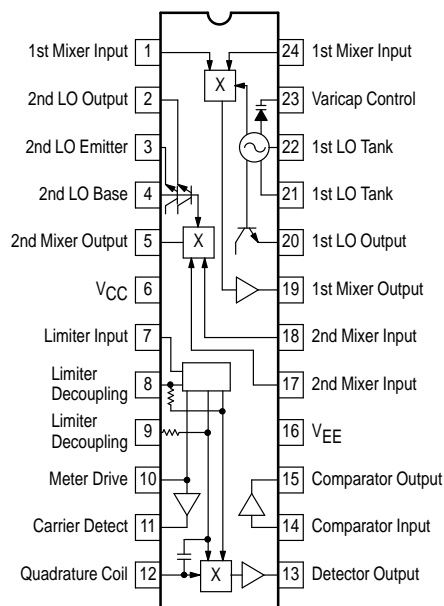 1st Mixer Input 1 24 1st Mixer Input
X
2nd LO Output 2 23 Varicap Control
2nd LO Emitter 3 22 1st LO Tank
2nd LO Base 4 21 1st LO Tank
2nd Mixer Output 5 X 20 1st LO Output
VCC 6 19 1st Mixer Output
Limiter Input 7 18 2nd Mixer Input
Limiter
Decoupling 8 17 2nd Mixer Input
Limiter
Decoupling 9 16 VEE
Meter Drive 10 15 Comparator Output
Carrier Detect 11 14 Comparator Input
Quadrature Coil 12 X 13 Detector Output